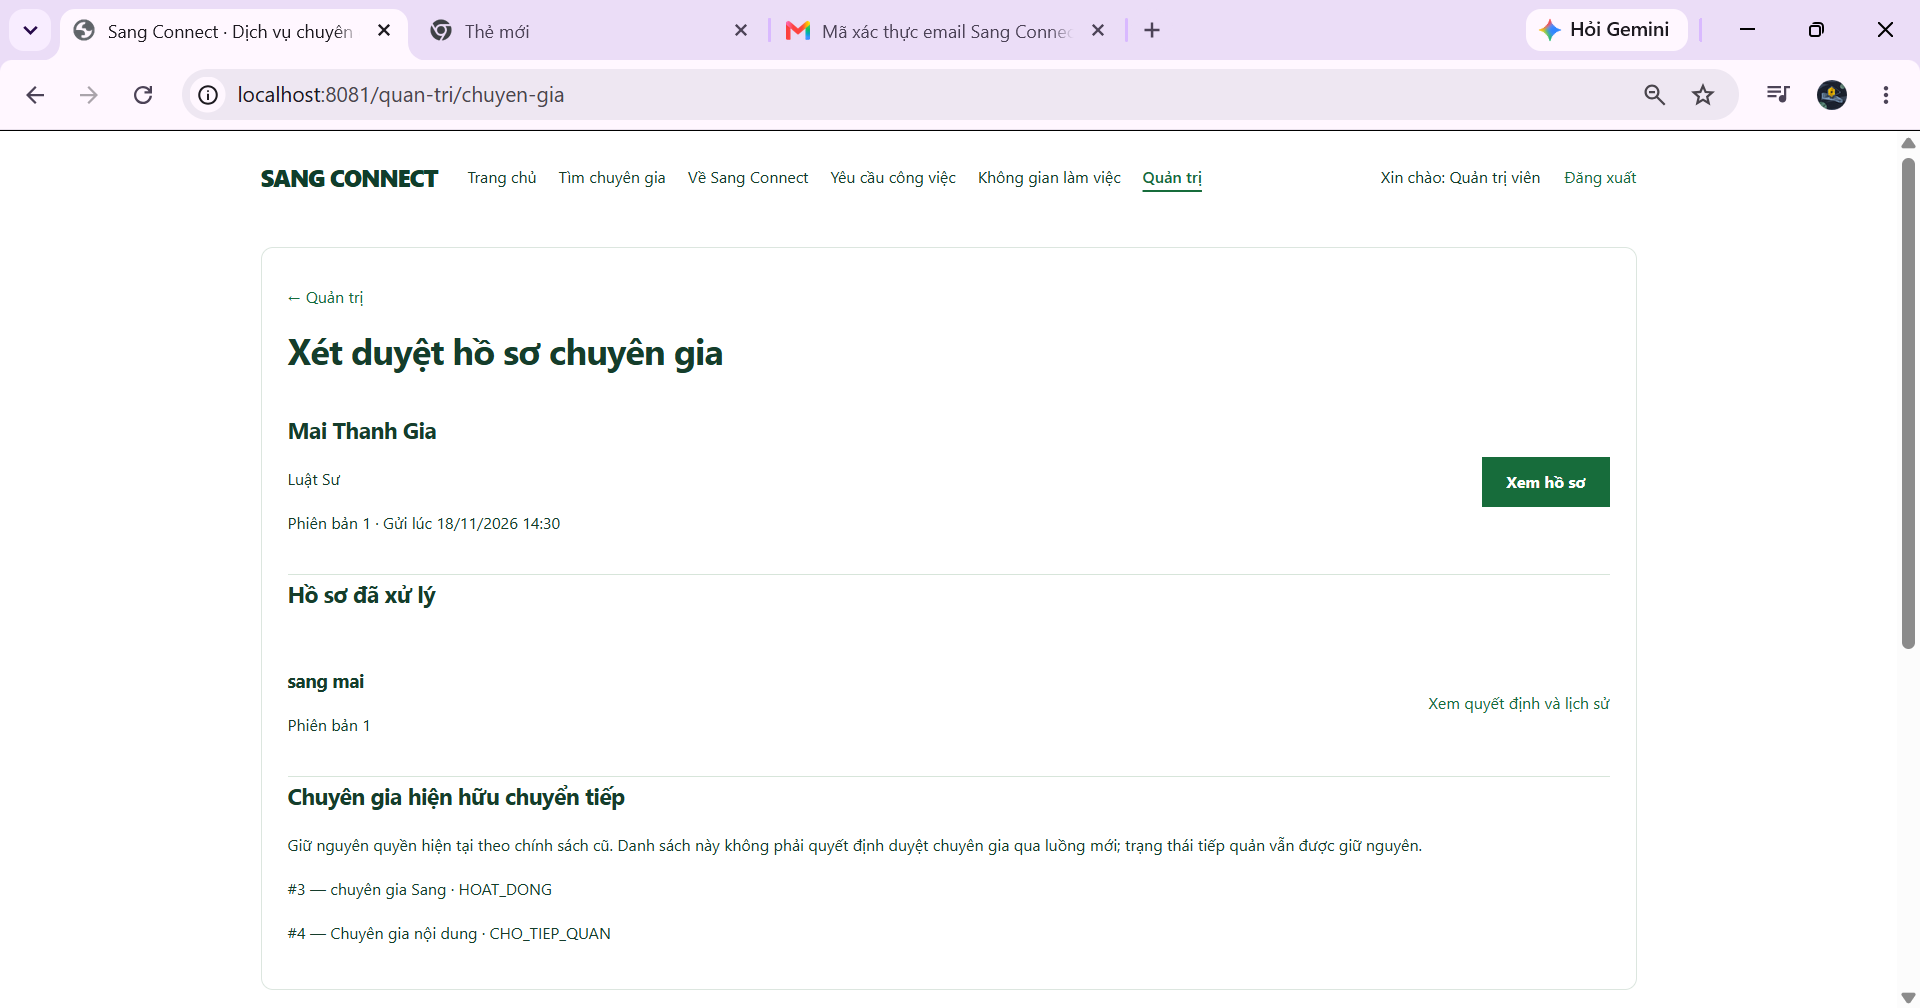 Sang Connect · Dịch vụ chuyên
Thẻ mới
Mã xác thực email Sang Connec
Hỏi Gemini
localhost:8081/quan-tri/chuyen-gia
SANG CONNECT
Trang chủ
Tìm chuyên gia
Về Sang Connect
Yêu cầu công việc
Không gian làm việc
Quản trị
Xin chào: Quản trị viên
Đăng xuất
← Quản trị
Xét duyệt hồ sơ chuyên gia
Mai Thanh Gia
Luật Sư
Phiên bản 1 · Gửi lúc 18/11/2026 14:30
Xem hồ sơ
Hồ sơ đã xử lý
sang mai
Phiên bản 1
Xem quyết định và lịch sử
Chuyên gia hiện hữu chuyển tiếp
Giữ nguyên quyền hiện tại theo chính sách cũ. Danh sách này không phải quyết định duyệt chuyên gia qua luồng mới; trạng thái tiếp quản vẫn được giữ nguyên.
#3 — chuyên gia Sang · HOAT_DONG
#4 — Chuyên gia nội dung · CHO_TIEP_QUAN